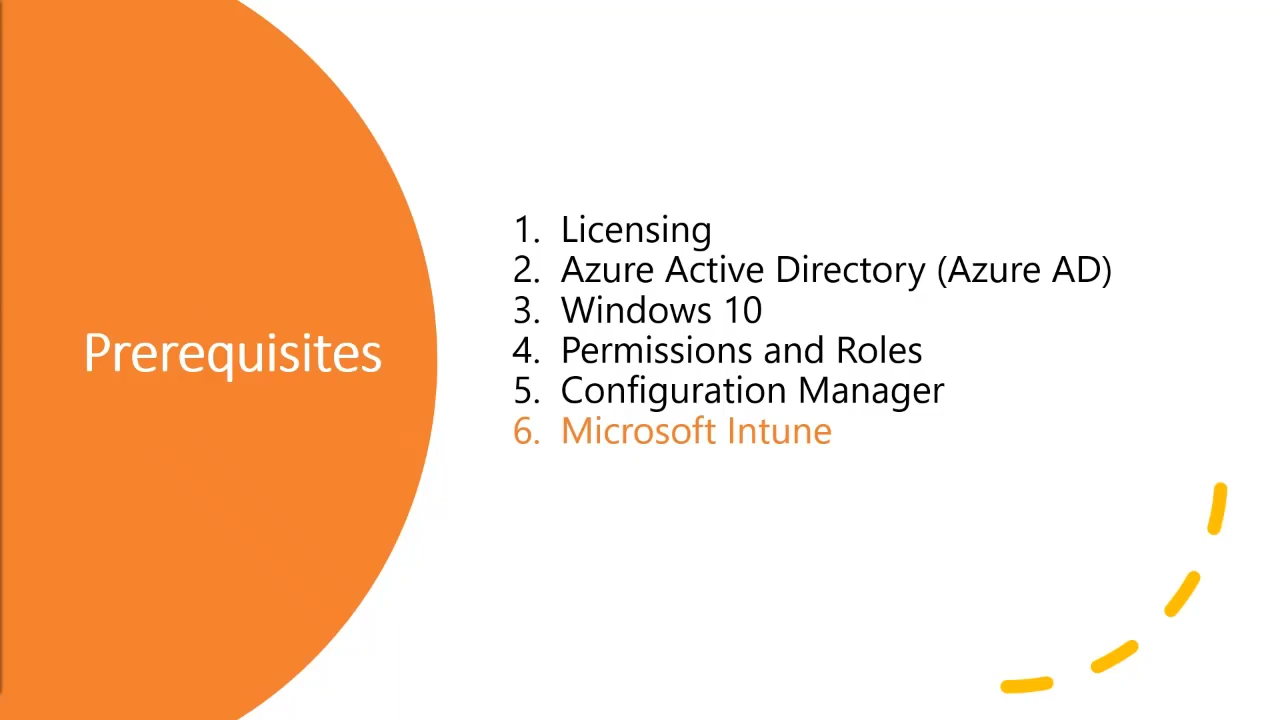 Prerequisites
1. Licensing
2. Azure Active Directory (Azure AD)
3. Windows 10
4. Permissions and Roles
5. Configuration Manager
6. Microsoft Intune